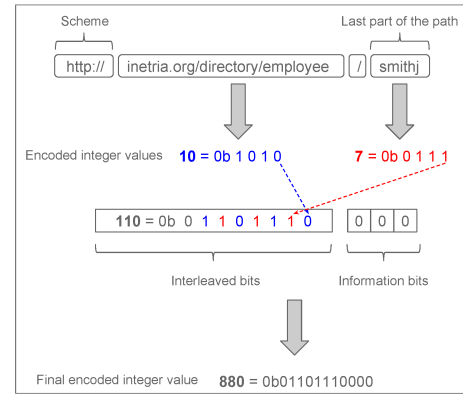 Scheme Last part of the path
http:// inetria.org/directory/employee / smithj
Encoded integer values 10 = 0b 1 0 1 0 7 = 0b 0 1 1 1
110 = 0b 0 1 1 0 1 1 1 0 0 0 0
Interleaved bits Information bits
Final encoded integer value 880 = 0b01101110000